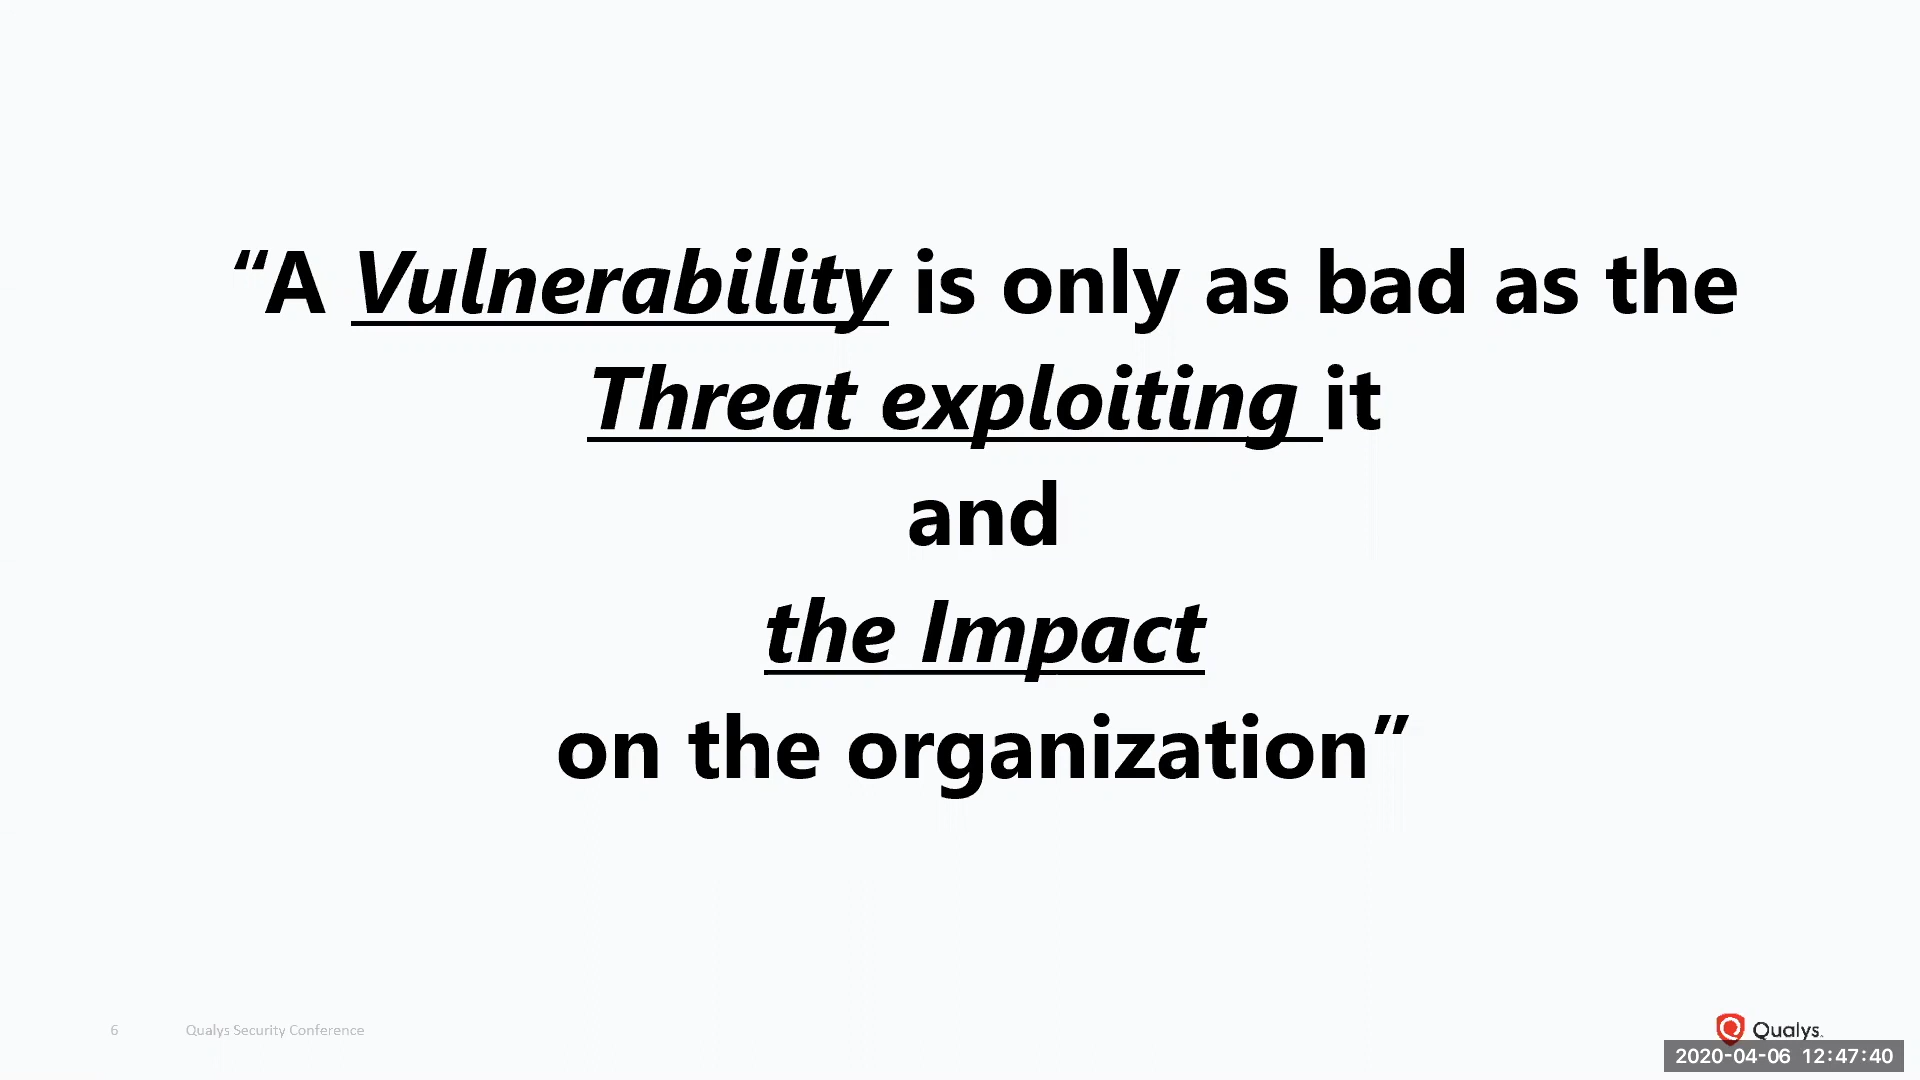 “A Vulnerability is only as bad as the
Threat exploiting it
and
the Impact
on the organization”
6
Qualys Security Conference
Qualys.
2020-04-06 12:47:40